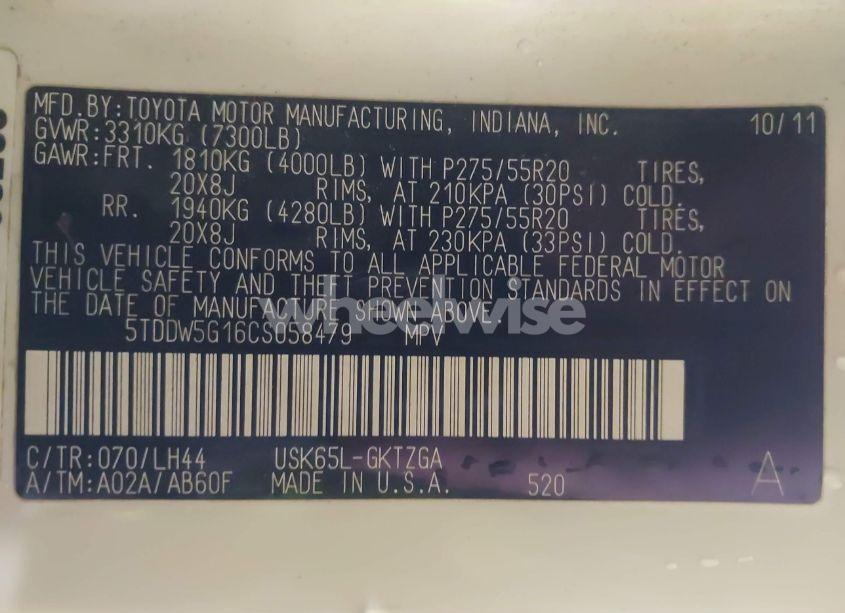 MFD.BY:TOYOTA MOTOR MANUFACTURING, INDIANA, INC. 10/11
GVWR:3310KG (7300LB)
GAWR:FRT. 1810KG (4000LB) WITH P275/55R20 TIRES,
20X8J RIMS, AT 210KPA (30PSI) COLD.
RR. 1940KG (4280LB) WITH P275/55R20 TIRES,
20X8J RIMS, AT 230KPA (33PSI) COLD.
THIS VEHICLE CONFORMS TO ALL APPLICABLE FEDERAL MOTOR
VEHICLE SAFETY AND THEFT PREVENTION STANDARDS IN EFFECT ON
THE DATE OF MANUFACTURE SHOWN ABOVE.
wheelwise
5TDDW5G16CS058479 MPV
C/TR:070/LH44 USK65L-GKTZGA
A/TM:A02A/AB60F MADE IN U.S.A. 520 A